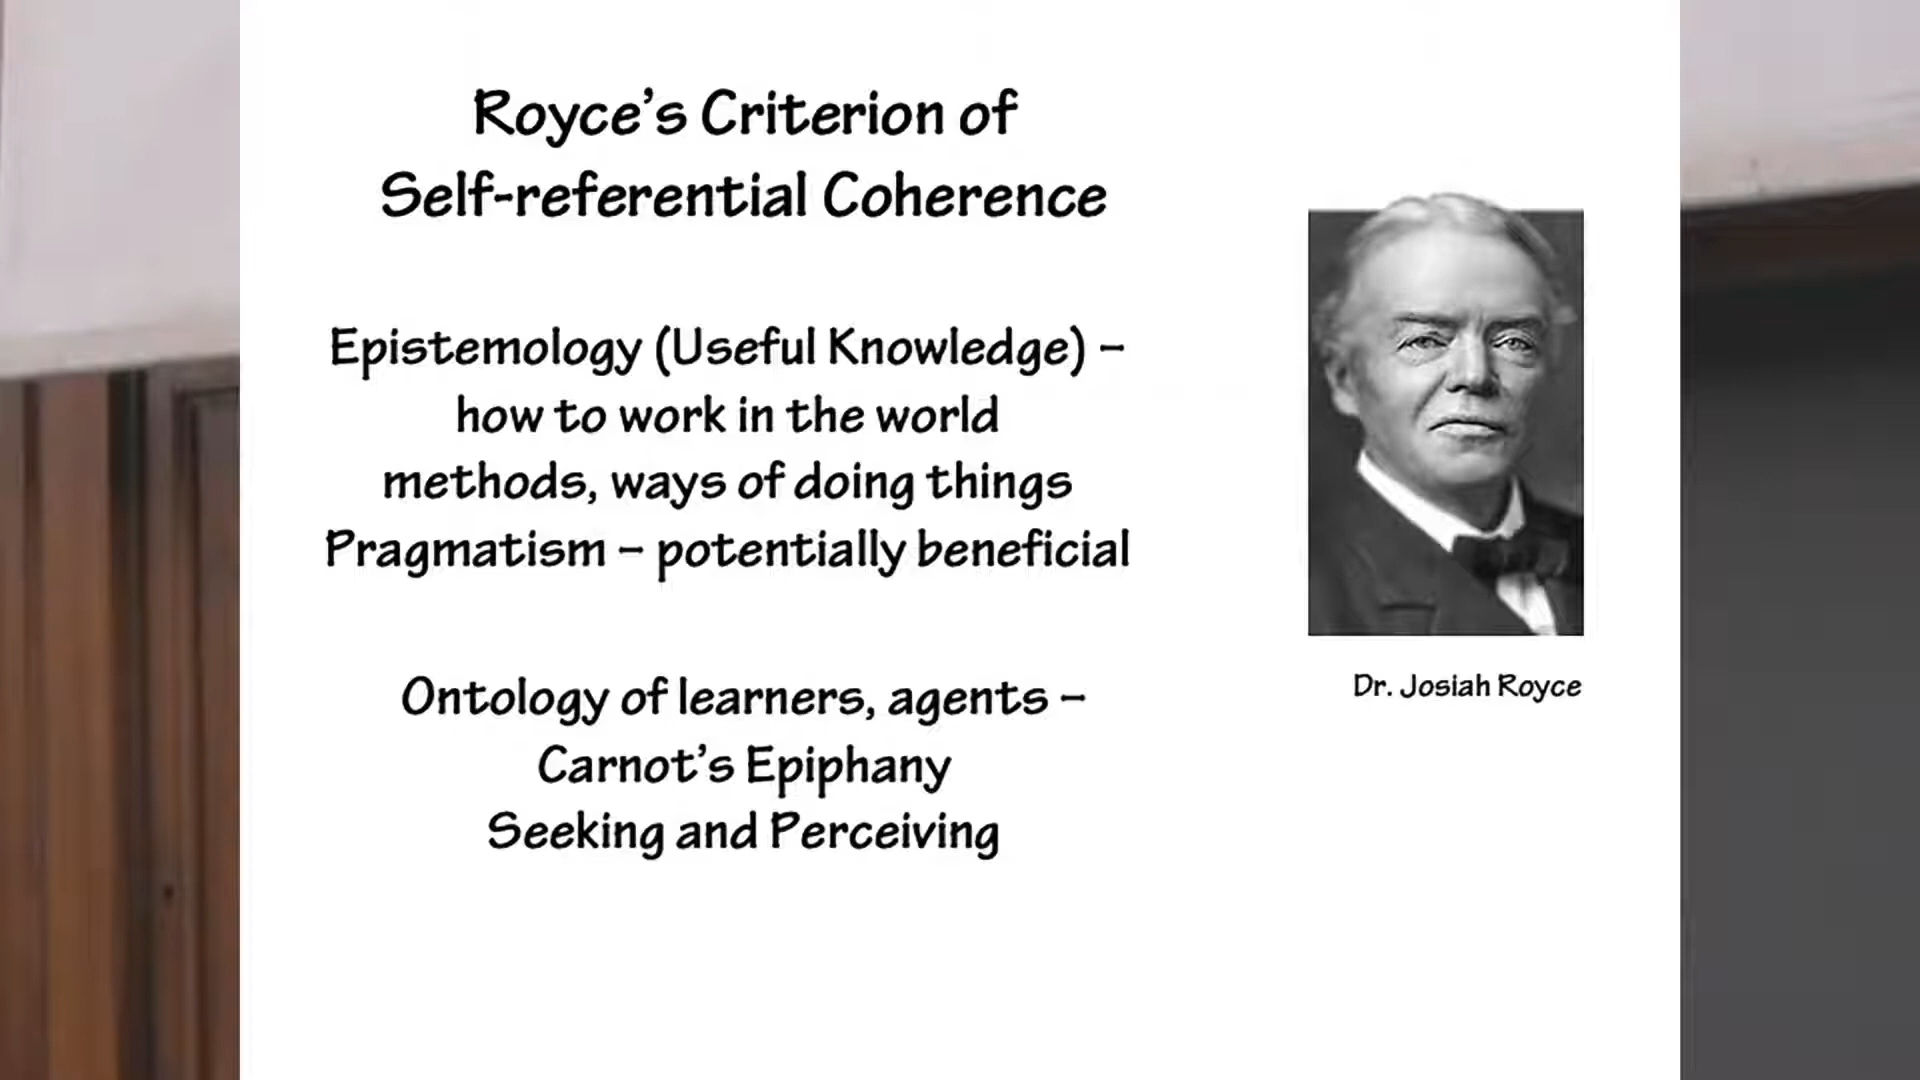 Royce's Criterion of
Self-referential Coherence
Epistemology (Useful Knowledge) –
how to work in the world
methods, ways of doing things
Pragmatism – potentially beneficial
Ontology of learners, agents –
Carnot's Epiphany
Seeking and Perceiving
Dr. Josiah Royce